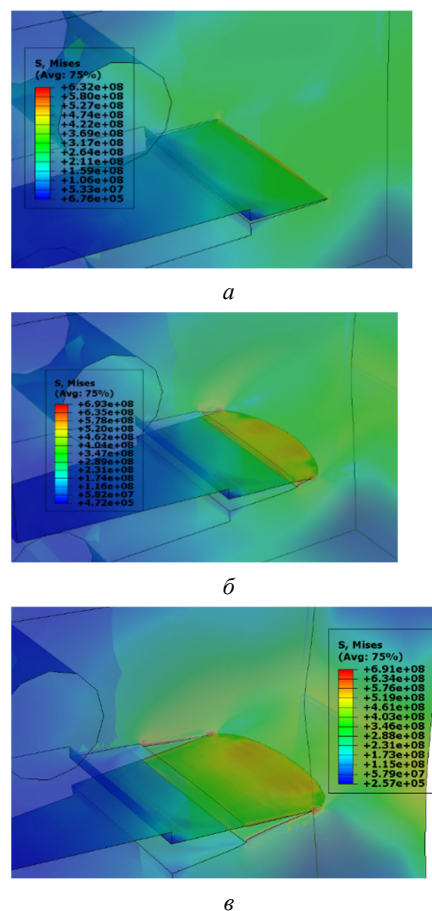 S, Mises
(Avg: 75%)
+6.32e+08
+5.80e+08
+5.27e+08
+4.74e+08
+4.22e+08
+3.69e+08
+3.17e+08
+2.64e+08
+2.11e+08
+1.59e+08
+1.06e+08
+5.33e+07
+6.76e+05
а
S, Mises
(Avg: 75%)
+6.93e+08
+6.35e+08
+5.78e+08
+5.20e+08
+4.62e+08
+4.04e+08
+3.47e+08
+2.89e+08
+2.31e+08
+1.74e+08
+1.16e+08
+5.82e+07
+4.72e+05
б
S, Mises
(Avg: 75%)
+6.91e+08
+6.34e+08
+5.76e+08
+5.19e+08
+4.61e+08
+4.03e+08
+3.46e+08
+2.88e+08
+2.31e+08
+1.73e+08
+1.15e+08
+5.79e+07
+2.57e+05
в